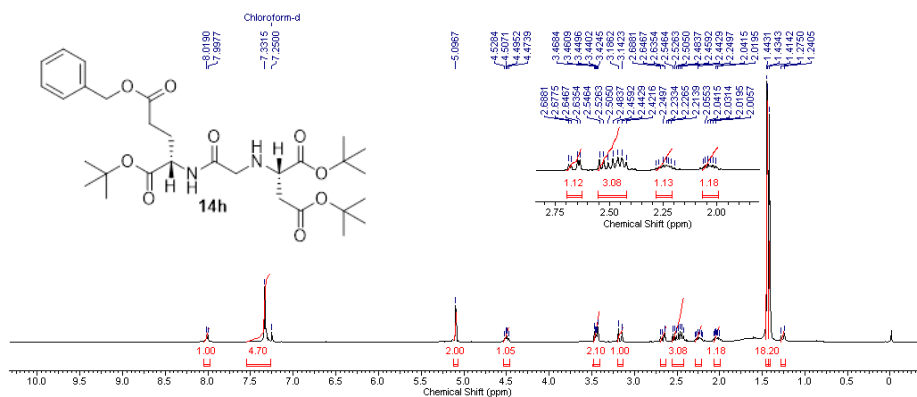 Chloroform-d
8.0190 7.9977 7.3315 7.2500 5.0967 4.5284 4.5071 4.4952 4.4739 3.4684 3.4609 3.4496 3.4402 3.4245 3.1862 3.1423 2.6881 2.6467 2.6354 2.5464 2.5263 2.5050 2.4837 2.4592 2.4429 2.2497 2.0415 2.0195 1.4431 1.4343 1.4142 1.2750 1.2405
2.6881 2.6775 2.6467 2.6354 2.5464 2.5263 2.5050 2.4837 2.4592 2.4429 2.4216 2.2497 2.2334 2.2265 2.2139 2.0553 2.0415 2.0314 2.0195 2.0057
O O
O H O
O N N O
O H H O
O O
14h
1.12 3.08 1.13 1.18
2.75 2.50 2.25 2.00
Chemical Shift (ppm)
1.00 4.70 2.00 1.05 2.10 1.00 3.08 1.18 18.20
10.0 9.5 9.0 8.5 8.0 7.5 7.0 6.5 6.0 5.5 5.0 4.5 4.0 3.5 3.0 2.5 2.0 1.5 1.0 0.5 0
Chemical Shift (ppm)